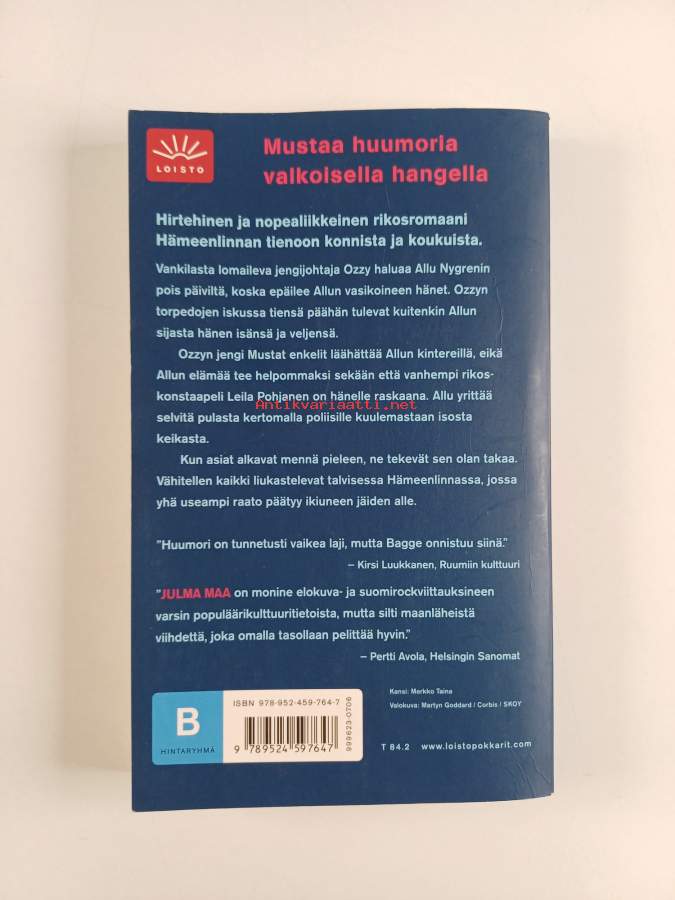 LOISTO
Mustaa huumoria
valkoisella hangella
Hirtehinen ja nopealiikkeinen rikosromaani
Hämeenlinnan tienoon konnista ja koukuista.
Vankilasta lomaileva jengijohtaja Ozzy haluaa Allu Nygrenin
pois päiviltä, koska epäilee Allun vasikoineen hänet. Ozzyn
torpedojen iskussa tiensä päähän tulevat kuitenkin Allun
sijasta hänen isänsä ja veljensä.
Ozzyn jengi Mustat enkelit läähättää Allun kintereillä, eikä
Allun elämää tee helpommaksi sekään että vanhempi rikos-
konstaapeli Leila Pohjanen on hänelle raskaana. Allu yrittää
Antikvariaatti.net
selvitä pulasta kertomalla poliisille kuulemastaan isosta
keikasta.
Kun asiat alkavat mennä pieleen, ne tekevät sen olan takaa.
Vähitellen kaikki liukastelevat talvisessa Hämeenlinnassa, jossa
yhä useampi raato päätyy ikiuneen jäiden alle.
"Huumori on tunnetusti vaikea laji, mutta Bagge onnistuu siinä."
– Kirsi Luukkanen, Ruumiin kulttuuri
"JULMA MAA on monine elokuva- ja suomirockviittauksineen
varsin populäärikulttuuritietoista, mutta silti maanläheistä
viihdettä, joka omalla tasollaan pelittää hyvin."
– Pertti Avola, Helsingin Sanomat
B
HINTARYHMÄ
ISBN 978-952-459-764-7
9 789524 597647
999623-0706
Kansi: Markko Taina
Valokuva: Martyn Goddard / Corbis / SKOY
T 84.2 www.loistopokkarit.com